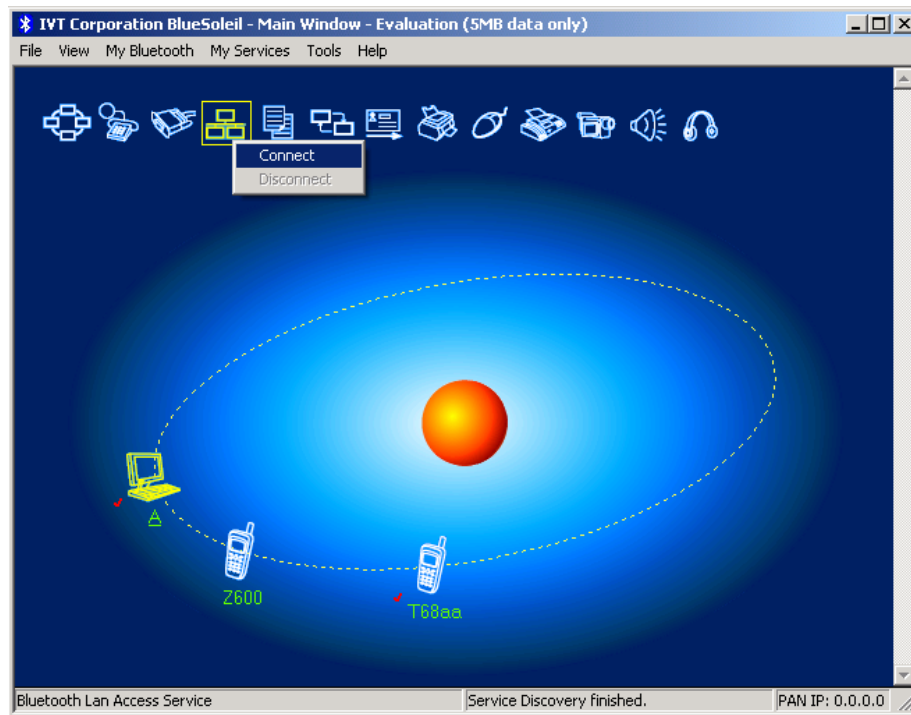 IVT Corporation BlueSoleil - Main Window - Evaluation (5MB data only)
File View My Bluetooth My Services Tools Help
Connect
Disconnect
A
Z600
T68aa
Bluetooth Lan Access Service Service Discovery finished. PAN IP: 0.0.0.0